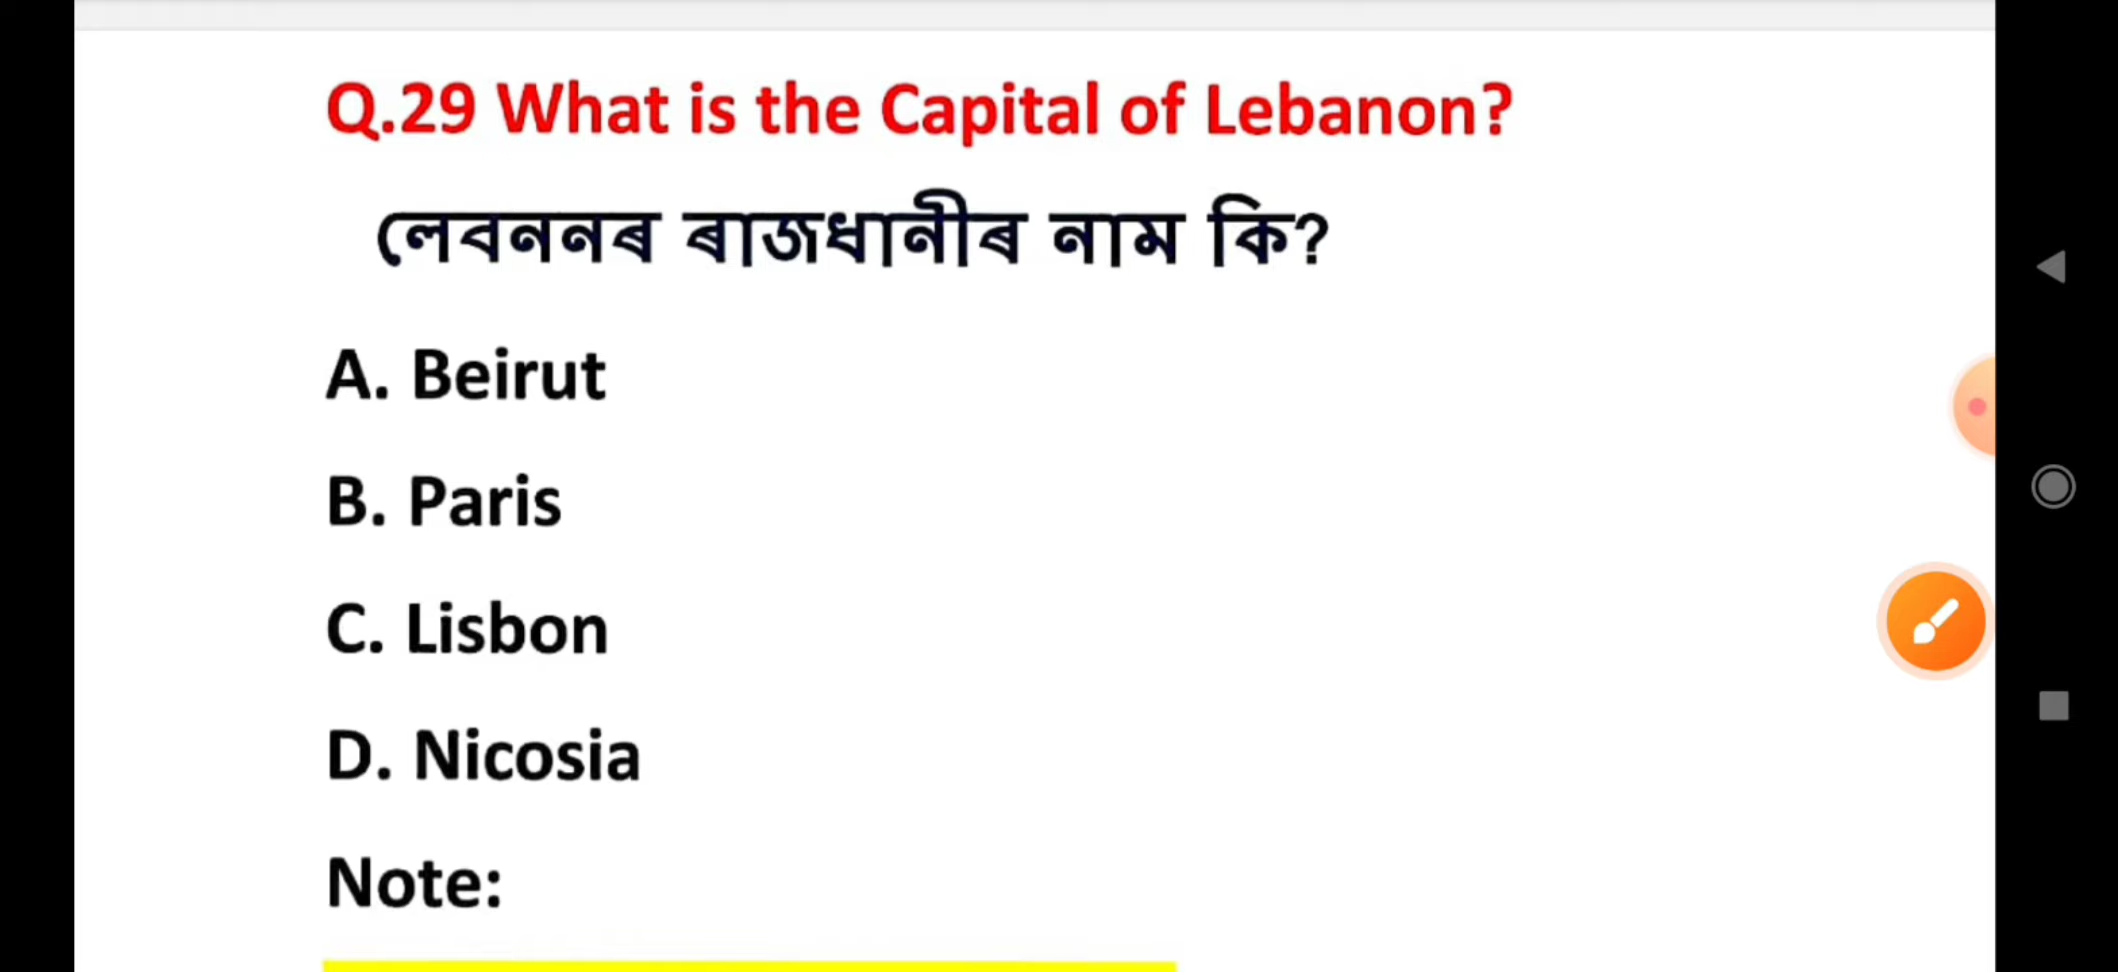 Q.29 What is the Capital of Lebanon?
লেবননৰ ৰাজধানীৰ নাম কি?
A. Beirut
B. Paris
C. Lisbon
D. Nicosia
Note: